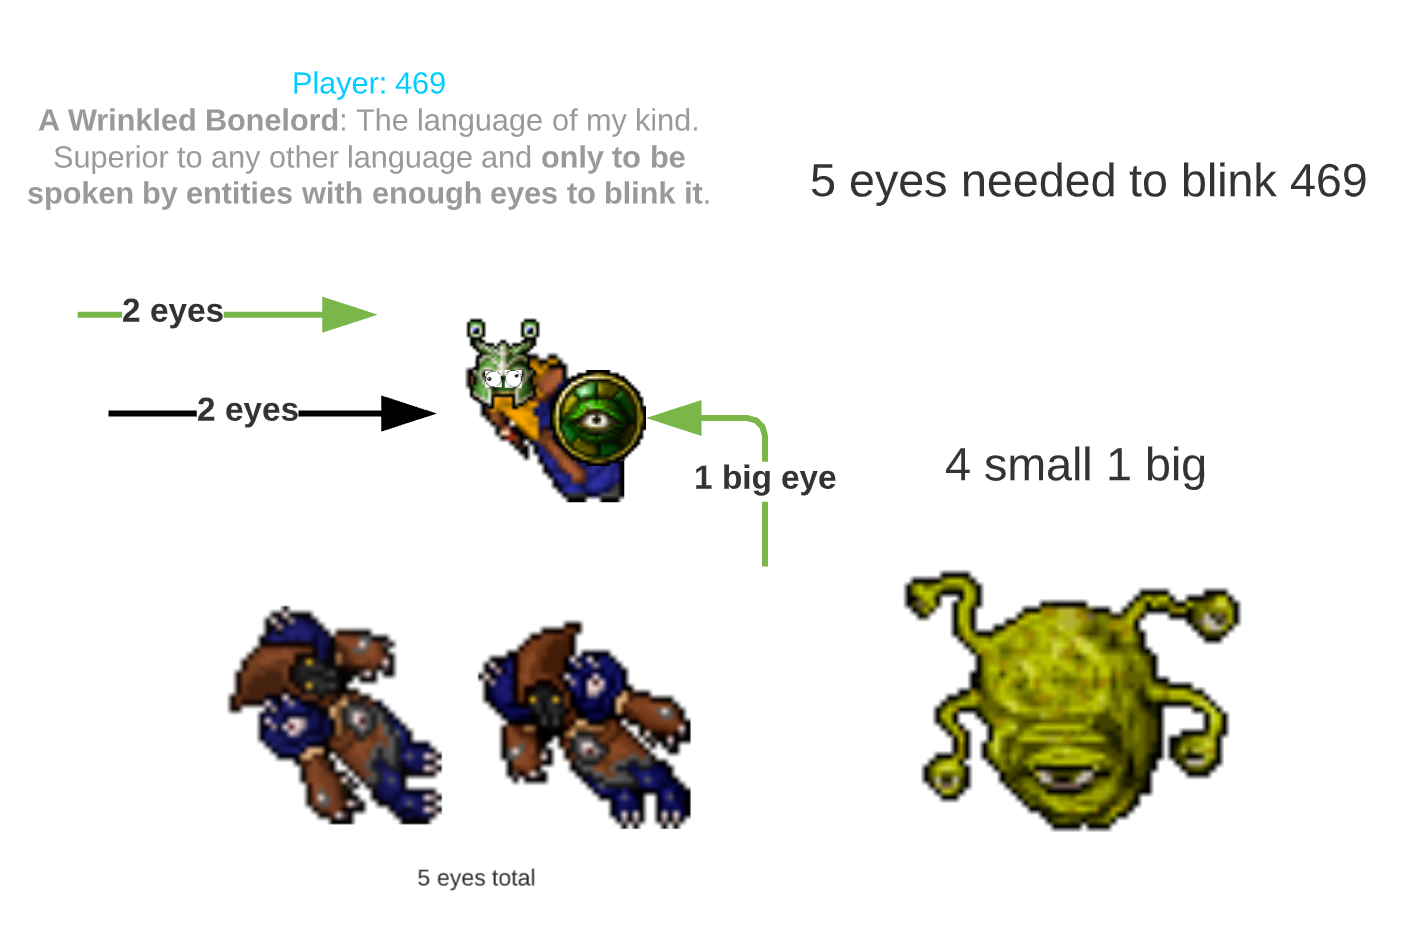 Player: 469
A Wrinkled Bonelord: The language of my kind.
Superior to any other language and only to be
spoken by entities with enough eyes to blink it.
5 eyes needed to blink 469
2 eyes
2 eyes
1 big eye
4 small 1 big
5 eyes total